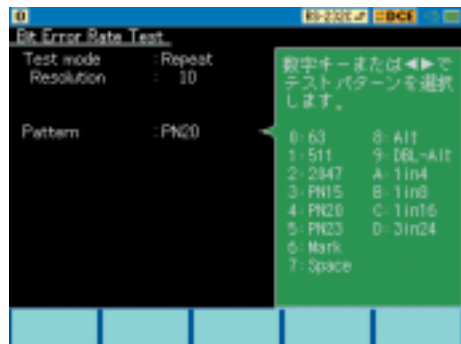 RS-232C DCE
Bit Error Rate Test
Test mode : Repeat
Resolution : 10
Pattern : PN20
数字キーまたは◀▶で
テストパターンを選択
します。
0: 63 8: Alt
1: 511 9: DBL-Alt
2: 2047 A: 1in4
3: PN15 B: 1in8
4: PN20 C: 1in16
5: PN23 D: 3in24
6: Mark
7: Space